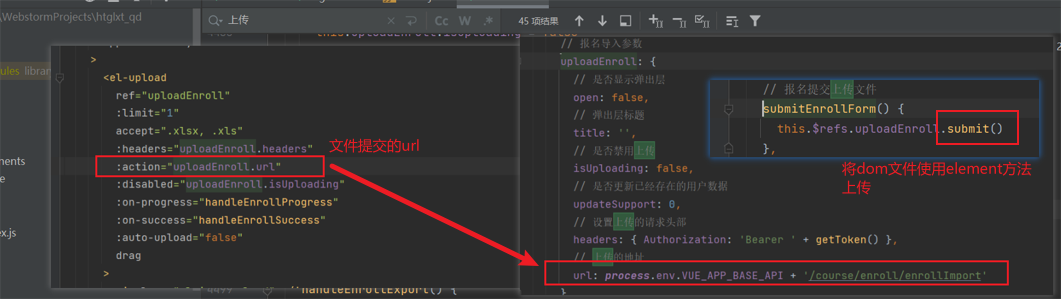 \WebstormProjects\htglxt_qd
上传
Cc
W
.*
45 项结果
ules library
ments
e
ex.js
>
<el-upload
ref="uploadEnroll"
:limit="1"
accept=".xlsx, .xls"
:headers="uploadEnroll.headers"
:action="uploadEnroll.url"
:disabled="uploadEnroll.isUploading"
:on-progress="handleEnrollProgress"
:on-success="handleEnrollSuccess"
:auto-upload="false"
drag
>
文件提交的url
// 报名导入参数
uploadEnroll: {
// 是否显示弹出层
open: false,
// 弹出层标题
title: '',
// 是否禁用上传
isUploading: false,
// 是否更新已经存在的用户数据
updateSupport: 0,
// 设置上传的请求头部
headers: { Authorization: 'Bearer ' + getToken() },
// 上传的地址
url: process.env.VUE_APP_BASE_API + '/course/enroll/enrollImport'
// 报名提交上传文件
submitEnrollForm() {
this.$refs.uploadEnroll.submit()
},
将dom文件使用element方法
上传
handleEnrollExport() {